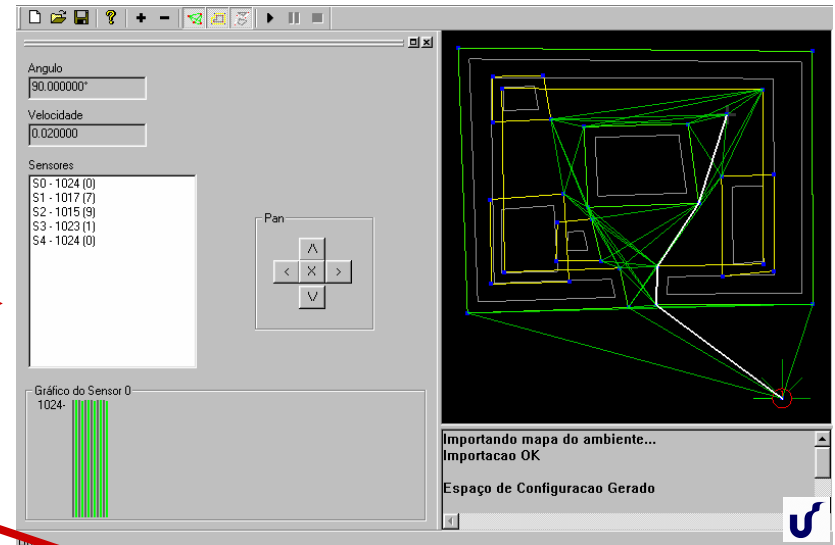 Angulo
90.000000°
Velocidade
0.020000
Sensores
S0 - 1024 (0)
S1 - 1017 (7)
S2 - 1015 (9)
S3 - 1023 (1)
S4 - 1024 (0)
Pan
Λ
< X >
V
Gráfico do Sensor 0
1024-
Importando mapa do ambiente...
Importacao OK
Espaço de Configuracao Gerado